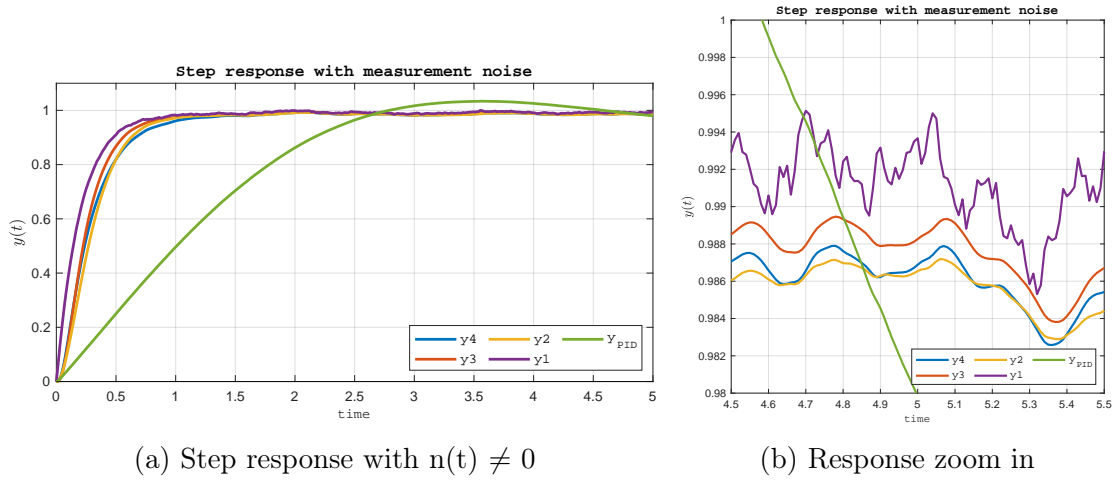 Step response with measurement noise
y(t)
1
0.8
0.6
0.4
0.2
0
0 0.5 1 1.5 2 2.5 3 3.5 4 4.5 5
time
y4 y2 yPID
y3 y1
(a) Step response with n(t) ≠ 0
Step response with measurement noise
y(t)
1
0.998
0.996
0.994
0.992
0.99
0.988
0.986
0.984
0.982
0.98
4.5 4.6 4.7 4.8 4.9 5 5.1 5.2 5.3 5.4 5.5
time
y4 y2 yPID
y3 y1
(b) Response zoom in